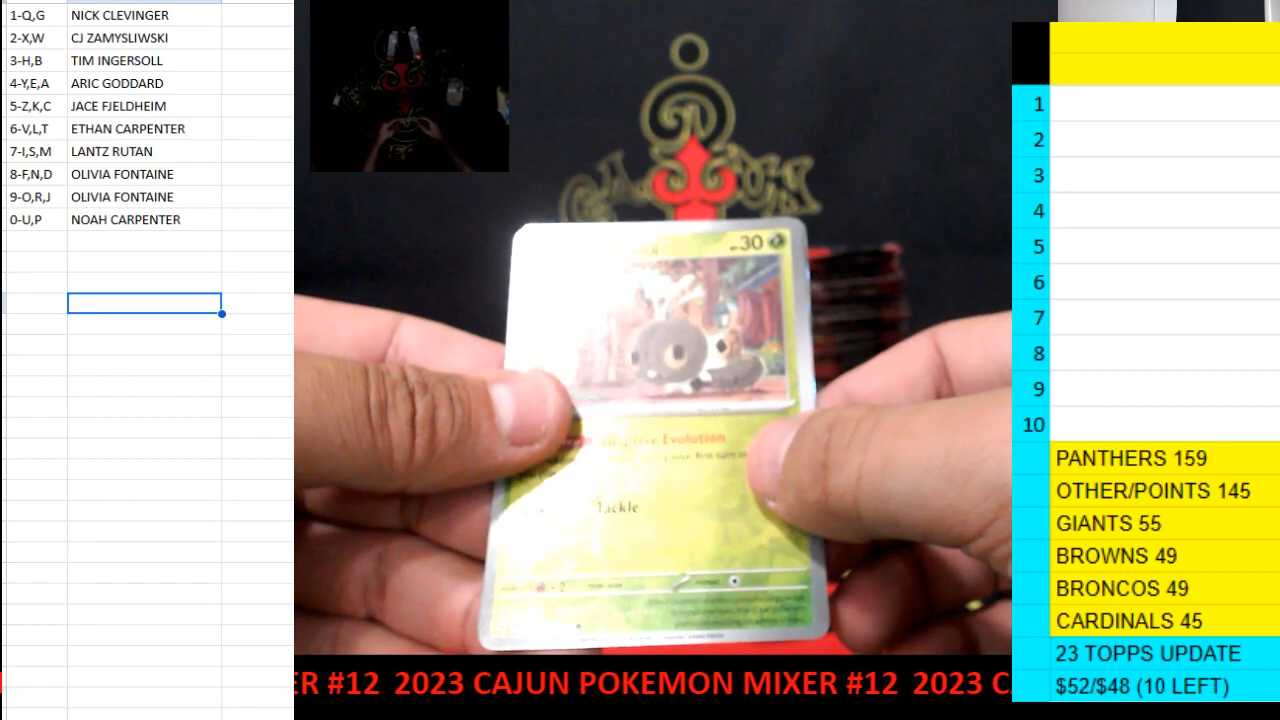 1-Q,G NICK CLEVINGER
2-X,W CJ ZAMYSLIWSKI
3-H,B TIM INGERSOLL
4-Y,E,A ARIC GODDARD
5-Z,K,C JACE FJELDHEIM
6-V,L,T ETHAN CARPENTER
7-I,S,M LANTZ RUTAN
8-F,N,D OLIVIA FONTAINE
9-O,R,J OLIVIA FONTAINE
0-U,P NOAH CARPENTER
30
Evolution
Tackle
1
2
3
4
5
6
7
8
9
10
PANTHERS 159
OTHER/POINTS 145
GIANTS 55
BROWNS 49
BRONCOS 49
CARDINALS 45
23 TOPPS UPDATE
$52/$48 (10 LEFT)
ER #12 2023 CAJUN POKEMON MIXER #12 2023 C